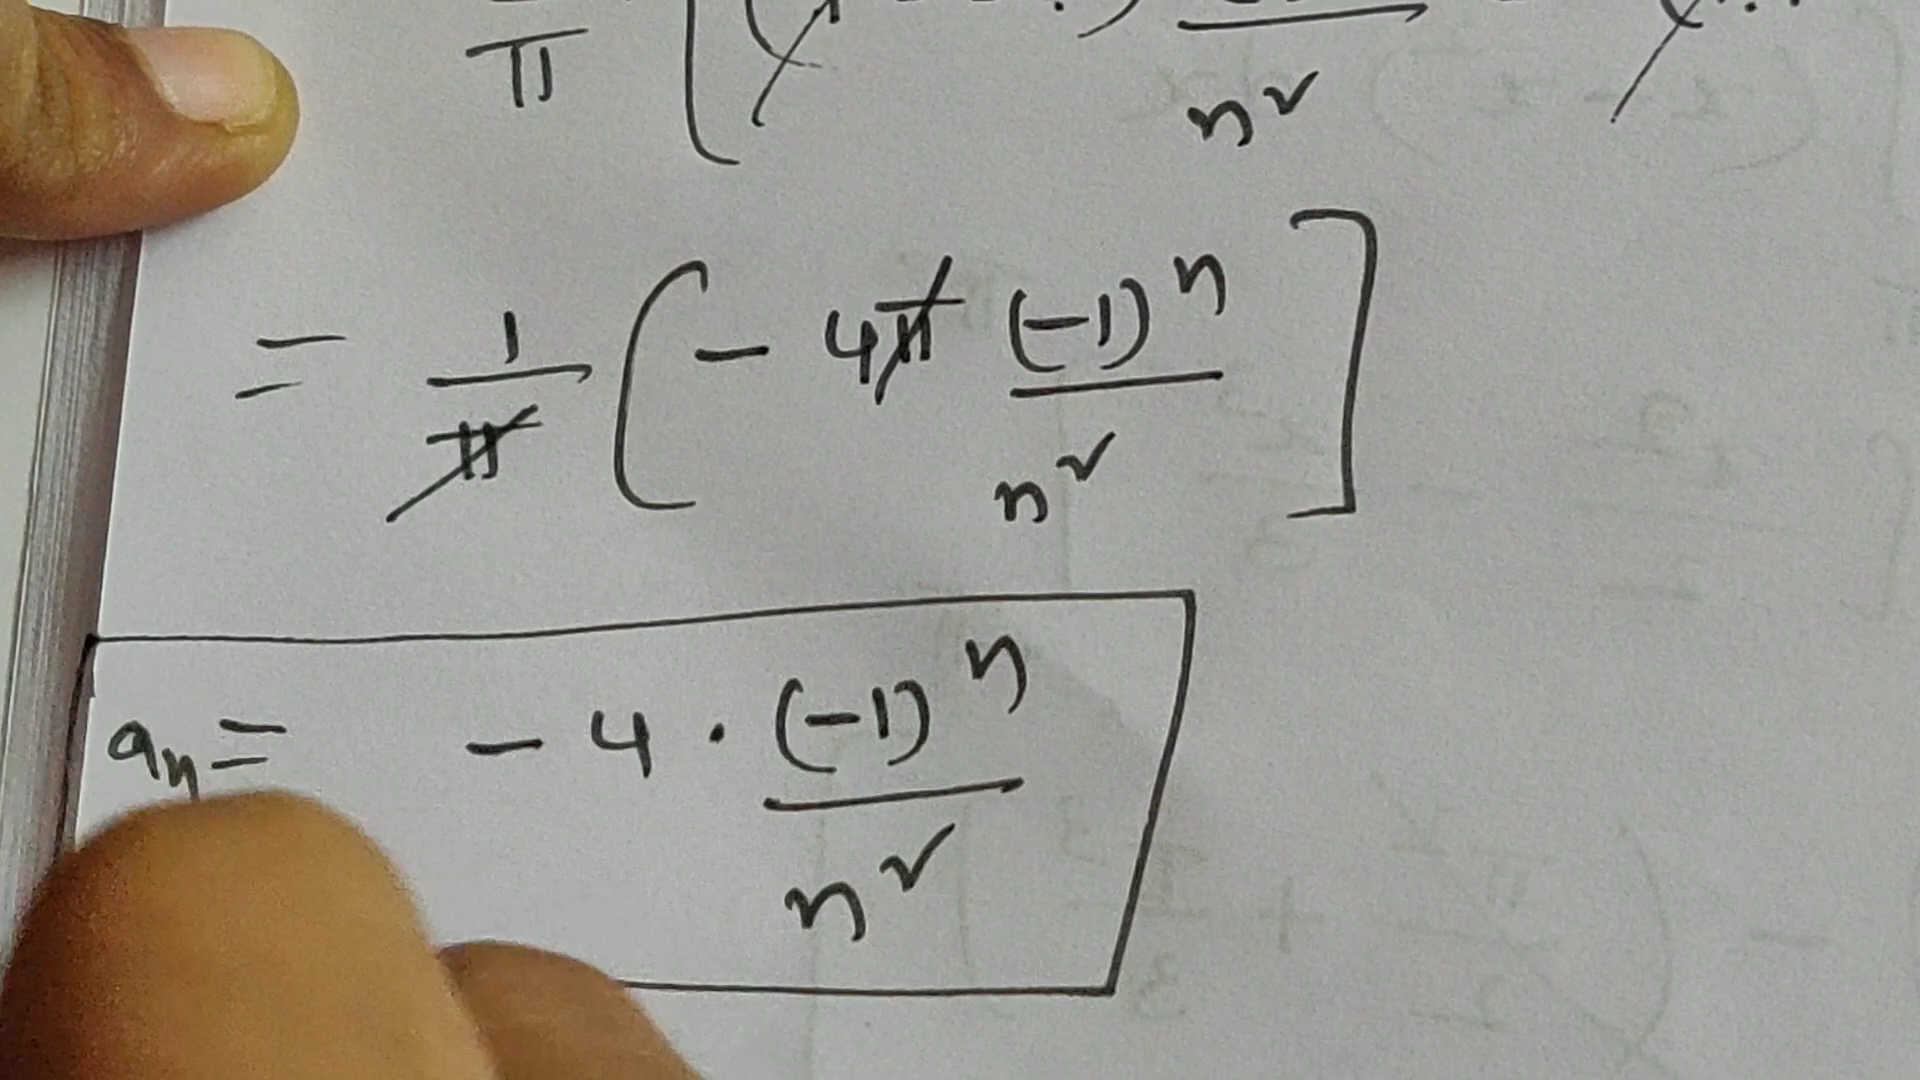 π [ n²
= 1/π [ - 4π (-1)ⁿ/n² ]
aₙ = - 4 · (-1)ⁿ/n²